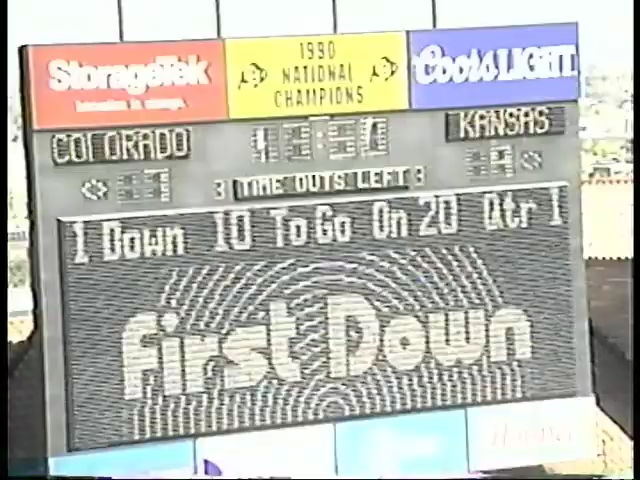 StorageTek
1990
NATIONAL
CHAMPIONS
Coors LIGHT
COLORADO
KANSAS
3 TIME OUTS LEFT 3
1 Down 10 To Go On 20 Qtr 1
First Down